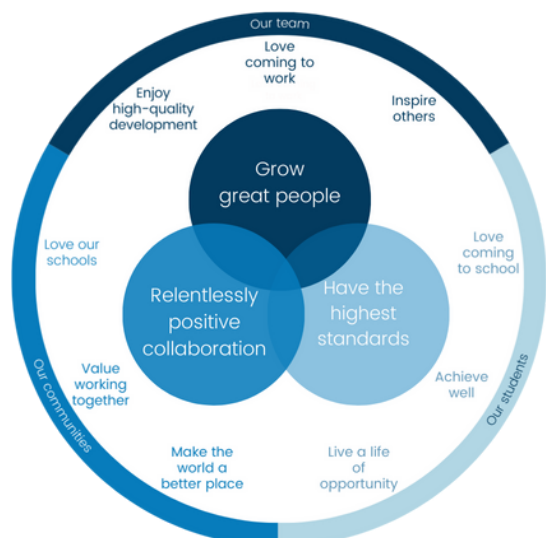 Our team
Love
coming to
work
Enjoy
high-quality
development
Inspire
others
Grow
great people
Love our
schools
Love
coming
to school
Relentlessly
positive
collaboration
Have the
highest
standards
Value
working
together
Achieve
well
Our communities
Our students
Make the
world a
better place
Live a life
of
opportunity